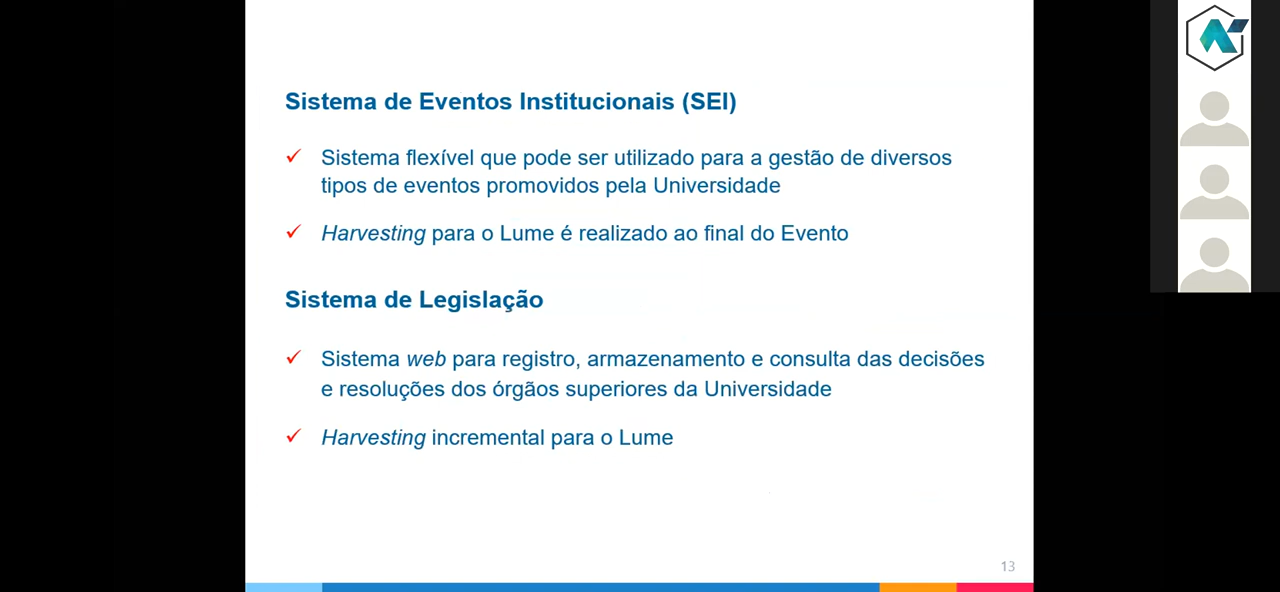 Sistema de Eventos Institucionais (SEI)
Sistema flexível que pode ser utilizado para a gestão de diversos
tipos de eventos promovidos pela Universidade
Harvesting para o Lume é realizado ao final do Evento
Sistema de Legislação
Sistema web para registro, armazenamento e consulta das decisões
e resoluções dos órgãos superiores da Universidade
Harvesting incremental para o Lume
13